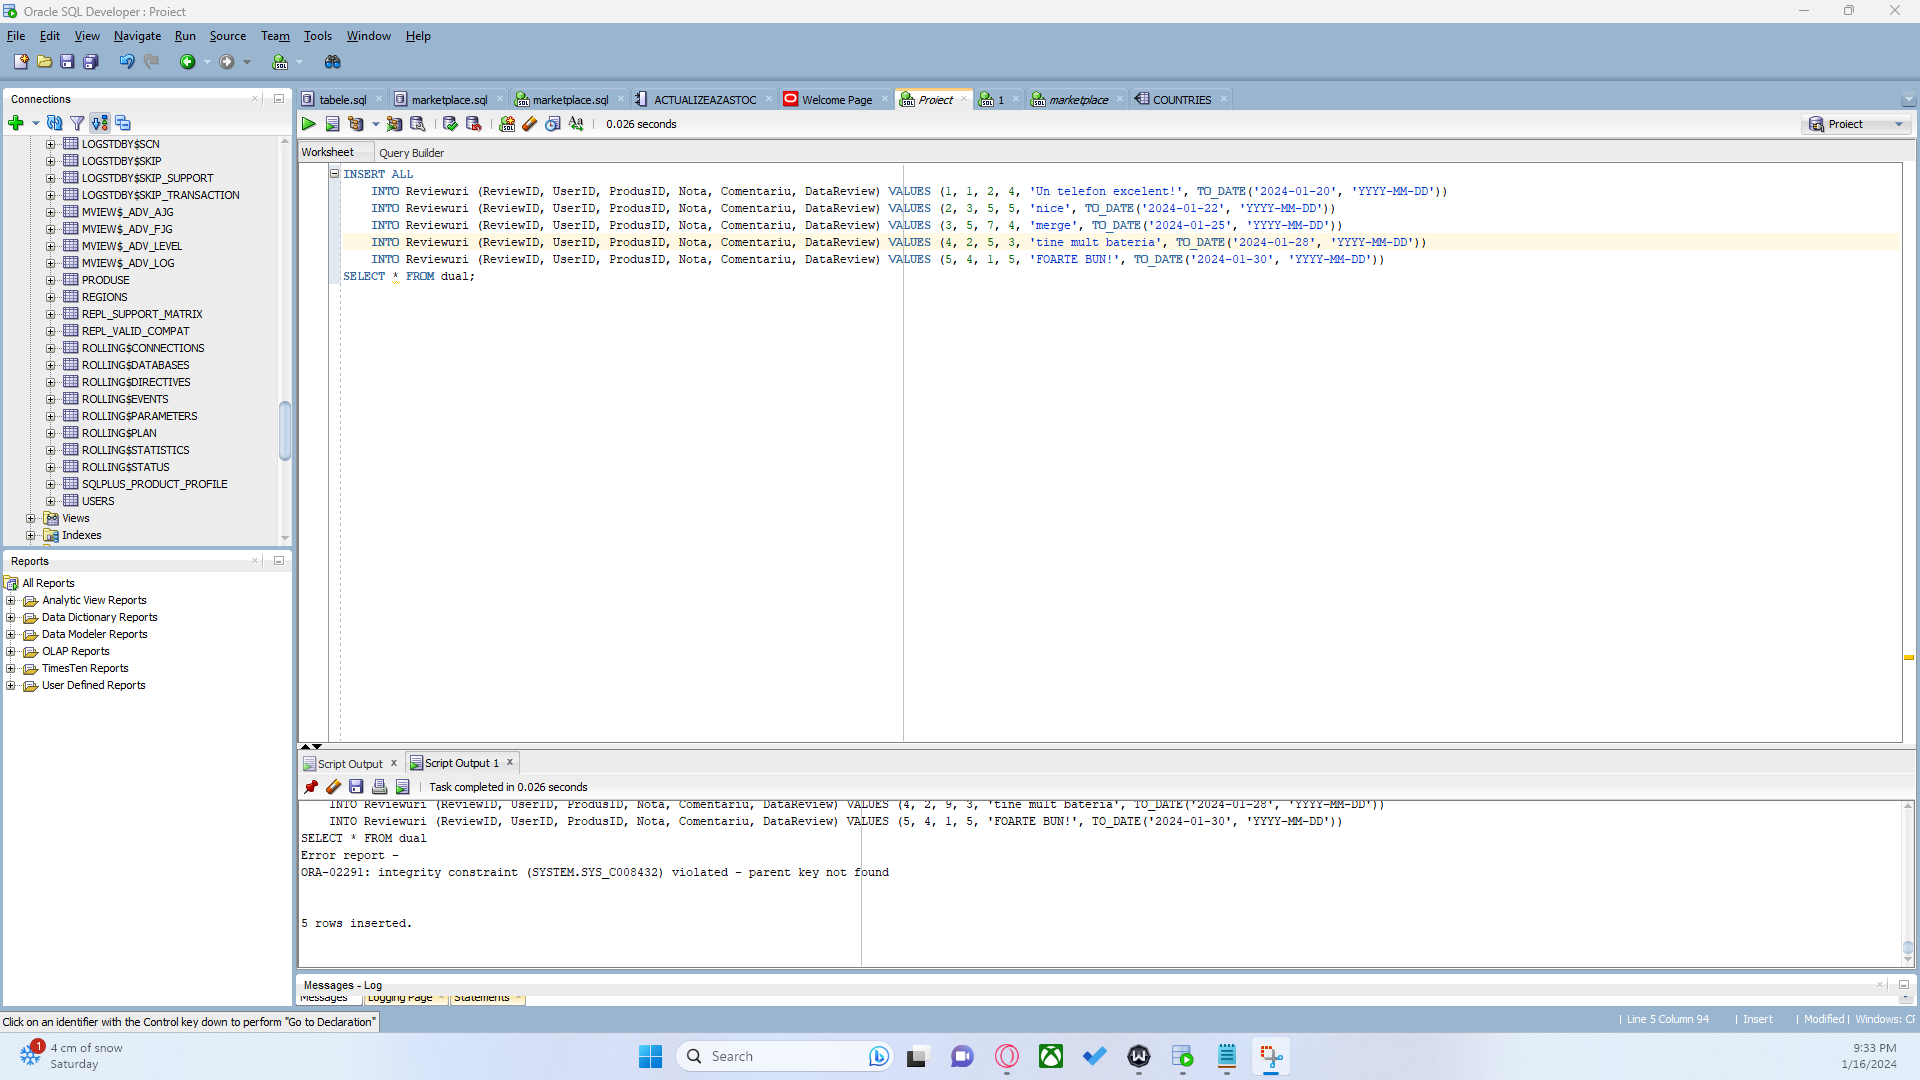 Oracle SQL Developer : Proiect
File Edit View Navigate Run Source Team Tools Window Help
Connections
tabele.sql
marketplace.sql
marketplace.sql
ACTUALIZEAZASTOC
Welcome Page
Proiect
1
marketplace
COUNTRIES
0.026 seconds
Proiect
Worksheet
Query Builder
LOGSTDBY$SCN
LOGSTDBY$SKIP
LOGSTDBY$SKIP_SUPPORT
LOGSTDBY$SKIP_TRANSACTION
MVIEW$_ADV_AJG
MVIEW$_ADV_FJG
MVIEW$_ADV_LEVEL
MVIEW$_ADV_LOG
PRODUSE
REGIONS
REPL_SUPPORT_MATRIX
REPL_VALID_COMPAT
ROLLING$CONNECTIONS
ROLLING$DATABASES
ROLLING$DIRECTIVES
ROLLING$EVENTS
ROLLING$PARAMETERS
ROLLING$PLAN
ROLLING$STATISTICS
ROLLING$STATUS
SQLPLUS_PRODUCT_PROFILE
USERS
Views
Indexes
INSERT ALL
INTO Reviewuri (ReviewID, UserID, ProdusID, Nota, Comentariu, DataReview) VALUES (1, 1, 2, 4, 'Un telefon excelent!', TO_DATE('2024-01-20', 'YYYY-MM-DD'))
INTO Reviewuri (ReviewID, UserID, ProdusID, Nota, Comentariu, DataReview) VALUES (2, 3, 5, 5, 'nice', TO_DATE('2024-01-22', 'YYYY-MM-DD'))
INTO Reviewuri (ReviewID, UserID, ProdusID, Nota, Comentariu, DataReview) VALUES (3, 5, 7, 4, 'merge', TO_DATE('2024-01-25', 'YYYY-MM-DD'))
INTO Reviewuri (ReviewID, UserID, ProdusID, Nota, Comentariu, DataReview) VALUES (4, 2, 5, 3, 'tine mult bateria', TO_DATE('2024-01-28', 'YYYY-MM-DD'))
INTO Reviewuri (ReviewID, UserID, ProdusID, Nota, Comentariu, DataReview) VALUES (5, 4, 1, 5, 'FOARTE BUN!', TO_DATE('2024-01-30', 'YYYY-MM-DD'))
SELECT * FROM dual;
Reports
All Reports
Analytic View Reports
Data Dictionary Reports
Data Modeler Reports
OLAP Reports
TimesTen Reports
User Defined Reports
Script Output
Script Output 1
Task completed in 0.026 seconds
INTO Reviewuri (ReviewID, UserID, ProdusID, Nota, Comentariu, DataReview) VALUES (4, 2, 9, 3, 'tine mult bateria', TO_DATE('2024-01-28', 'YYYY-MM-DD'))
INTO Reviewuri (ReviewID, UserID, ProdusID, Nota, Comentariu, DataReview) VALUES (5, 4, 1, 5, 'FOARTE BUN!', TO_DATE('2024-01-30', 'YYYY-MM-DD'))
SELECT * FROM dual
Error report -
ORA-02291: integrity constraint (SYSTEM.SYS_C008432) violated - parent key not found
5 rows inserted.
Messages - Log
Messages
Logging Page
Statements
Click on an identifier with the Control key down to perform "Go to Declaration"
Line 5 Column 94
Insert
Modified
Windows:
1
4 cm of snow
Saturday
Search
9:33 PM
1/16/2024